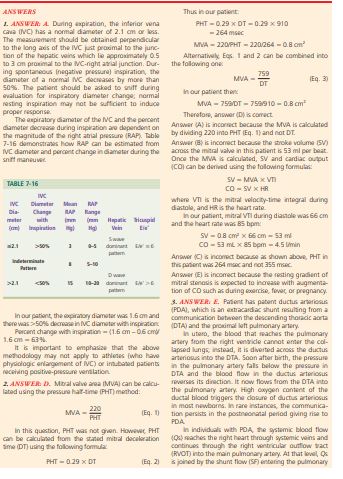 ANSWERS
1. ANSWER: A. During expiration, the inferior vena
cava (IVC) has a normal diameter of 2.1 cm or less.
The measurement should be obtained perpendicular
to the long axis of the IVC just proximal to the junc-
tion of the hepatic veins which lie approximately 0.5
to 3 cm proximal to the IVC-right atrial junction. Dur-
ing spontaneous (negative pressure) inspiration, the
diameter of a normal IVC decreases by more than
50%. The patient should be asked to sniff during
evaluation for inspiratory diameter change; normal
resting inspiration may not be sufficient to induce
proper response.
The expiratory diameter of the IVC and the percent
diameter decrease during inspiration are dependent on
the magnitude of the right atrial pressure (RAP). Table
7-16 demonstrates how RAP can be estimated from
IVC diameter and percent change in diameter during the
sniff maneuver.
TABLE 7-16
IVC Diameter (cm) IVC Diameter Change with Inspiration Mean RAP (mm Hg) RAP Range (mm Hg) Hepatic Vein Tricuspid E/e′
≤2.1 >50% 3 0–5 S wave dominant pattern E/e′ ≤ 6
Indeterminate Pattern 8 5–10
>2.1 <50% 15 10–20 D wave dominant pattern E/e′ > 6
In our patient, the expiratory diameter was 1.6 cm and
there was >50% decrease in IVC diameter with inspiration:
Percent change with inspiration = (1.6 cm – 0.6 cm)/
1.6 cm = 63%.
It is important to emphasize that the above
methodology may not apply to athletes (who have
physiologic enlargement of IVC) or intubated patients
receiving positive-pressure ventilation.
2. ANSWER: D. Mitral valve area (MVA) can be calcu-
lated using the pressure half-time (PHT) method:
MVA = 220/PHT (Eq. 1)
In this question, PHT was not given. However, PHT
can be calculated from the stated mitral deceleration
time (DT) using the following formula:
PHT = 0.29 × DT (Eq. 2)
Thus in our patient:
PHT = 0.29 × DT = 0.29 × 910
= 264 msec
MVA = 220/PHT = 220/264 = 0.8 cm²
Alternatively, Eqs. 1 and 2 can be combined into
the following one:
MVA = 759/DT (Eq. 3)
In our patient then:
MVA = 759/DT = 759/910 = 0.8 cm²
Therefore, answer (D) is correct.
Answer (A) is incorrect because the MVA is calculated
by dividing 220 into PHT (Eq. 1) and not DT.
Answer (B) is incorrect because the stroke volume (SV)
across the mitral valve in this patient is 53 ml per beat.
Once the MVA is calculated, SV and cardiac output
(CO) can be derived using the following formulas:
SV = MVA × VTI
CO = SV × HR
where VTI is the mitral velocity-time integral during
diastole, and HR is the heart rate.
In our patient, mitral VTI during diastole was 66 cm
and the heart rate was 85 bpm:
SV = 0.8 cm² × 66 cm = 53 ml
CO = 53 mL × 85 bpm = 4.5 l/min
Answer (C) is incorrect because as shown above, PHT in
this patient was 264 msec and not 355 msec.
Answer (E) is incorrect because the resting gradient of
mitral stenosis is expected to increase with augmenta-
tion of CO such as during exercise, fever, or pregnancy.
3. ANSWER: E. Patient has patent ductus arteriosus
(PDA), which is an extracardiac shunt resulting from a
communication between the descending thoracic aorta
(DTA) and the proximal left pulmonary artery.
In utero, the blood that reaches the pulmonary
artery from the right ventricle cannot enter the col-
lapsed lungs; instead, it is diverted across the ductus
arteriosus into the DTA. Soon after birth, the pressure
in the pulmonary artery falls below the pressure in
DTA and the blood flow in the ductus arteriosus
reverses its direction. It now flows from the DTA into
the pulmonary artery. High oxygen content of the
ductal blood triggers the closure of ductus arteriosus
in most newborns. In rare instances, the communica-
tion persists in the postneonatal period giving rise to
PDA.
In individuals with PDA, the systemic blood flow
(Qs) reaches the right heart through systemic veins and
continues through the right ventricular outflow tract
(RVOT) into the main pulmonary artery. At that level, Qs
is joined by the shunt flow (SF) entering the pulmonary